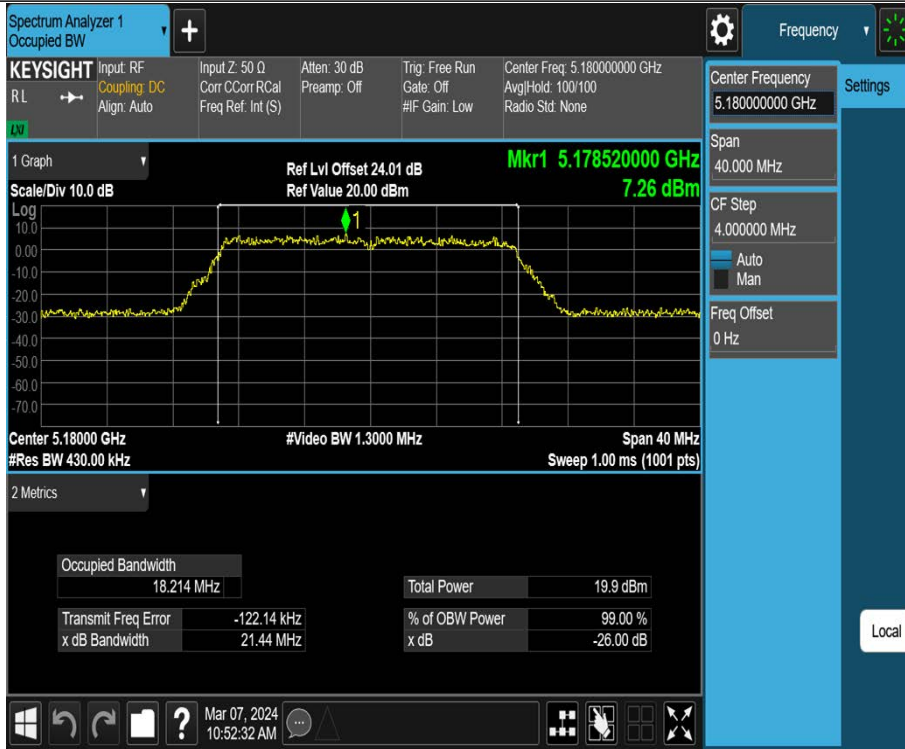 Spectrum Analyzer 1
Occupied BW
+
Frequency
KEYSIGHT
R L
LXI
Input: RF
Coupling: DC
Align: Auto
Input Z: 50 Ω
Corr CCorr RCal
Freq Ref: Int (S)
Atten: 30 dB
Preamp: Off
Trig: Free Run
Gate: Off
#IF Gain: Low
Center Freq: 5.180000000 GHz
Avg|Hold: 100/100
Radio Std: None
Center Frequency
5.180000000 GHz
Settings
Span
40.000 MHz
CF Step
4.000000 MHz
Auto
Man
Freq Offset
0 Hz
Local
1 Graph
Scale/Div 10.0 dB
Ref Lvl Offset 24.01 dB
Ref Value 20.00 dBm
Mkr1 5.178520000 GHz
7.26 dBm
Log
10.0
0.00
-10.0
-20.0
-30.0
-40.0
-50.0
-60.0
-70.0
1
Center 5.18000 GHz
#Res BW 430.00 kHz
#Video BW 1.3000 MHz
Span 40 MHz
Sweep 1.00 ms (1001 pts)
2 Metrics
Occupied Bandwidth
18.214 MHz
Transmit Freq Error -122.14 kHz
x dB Bandwidth 21.44 MHz
Total Power 19.9 dBm
% of OBW Power 99.00 %
x dB -26.00 dB
?
Mar 07, 2024
10:52:32 AM